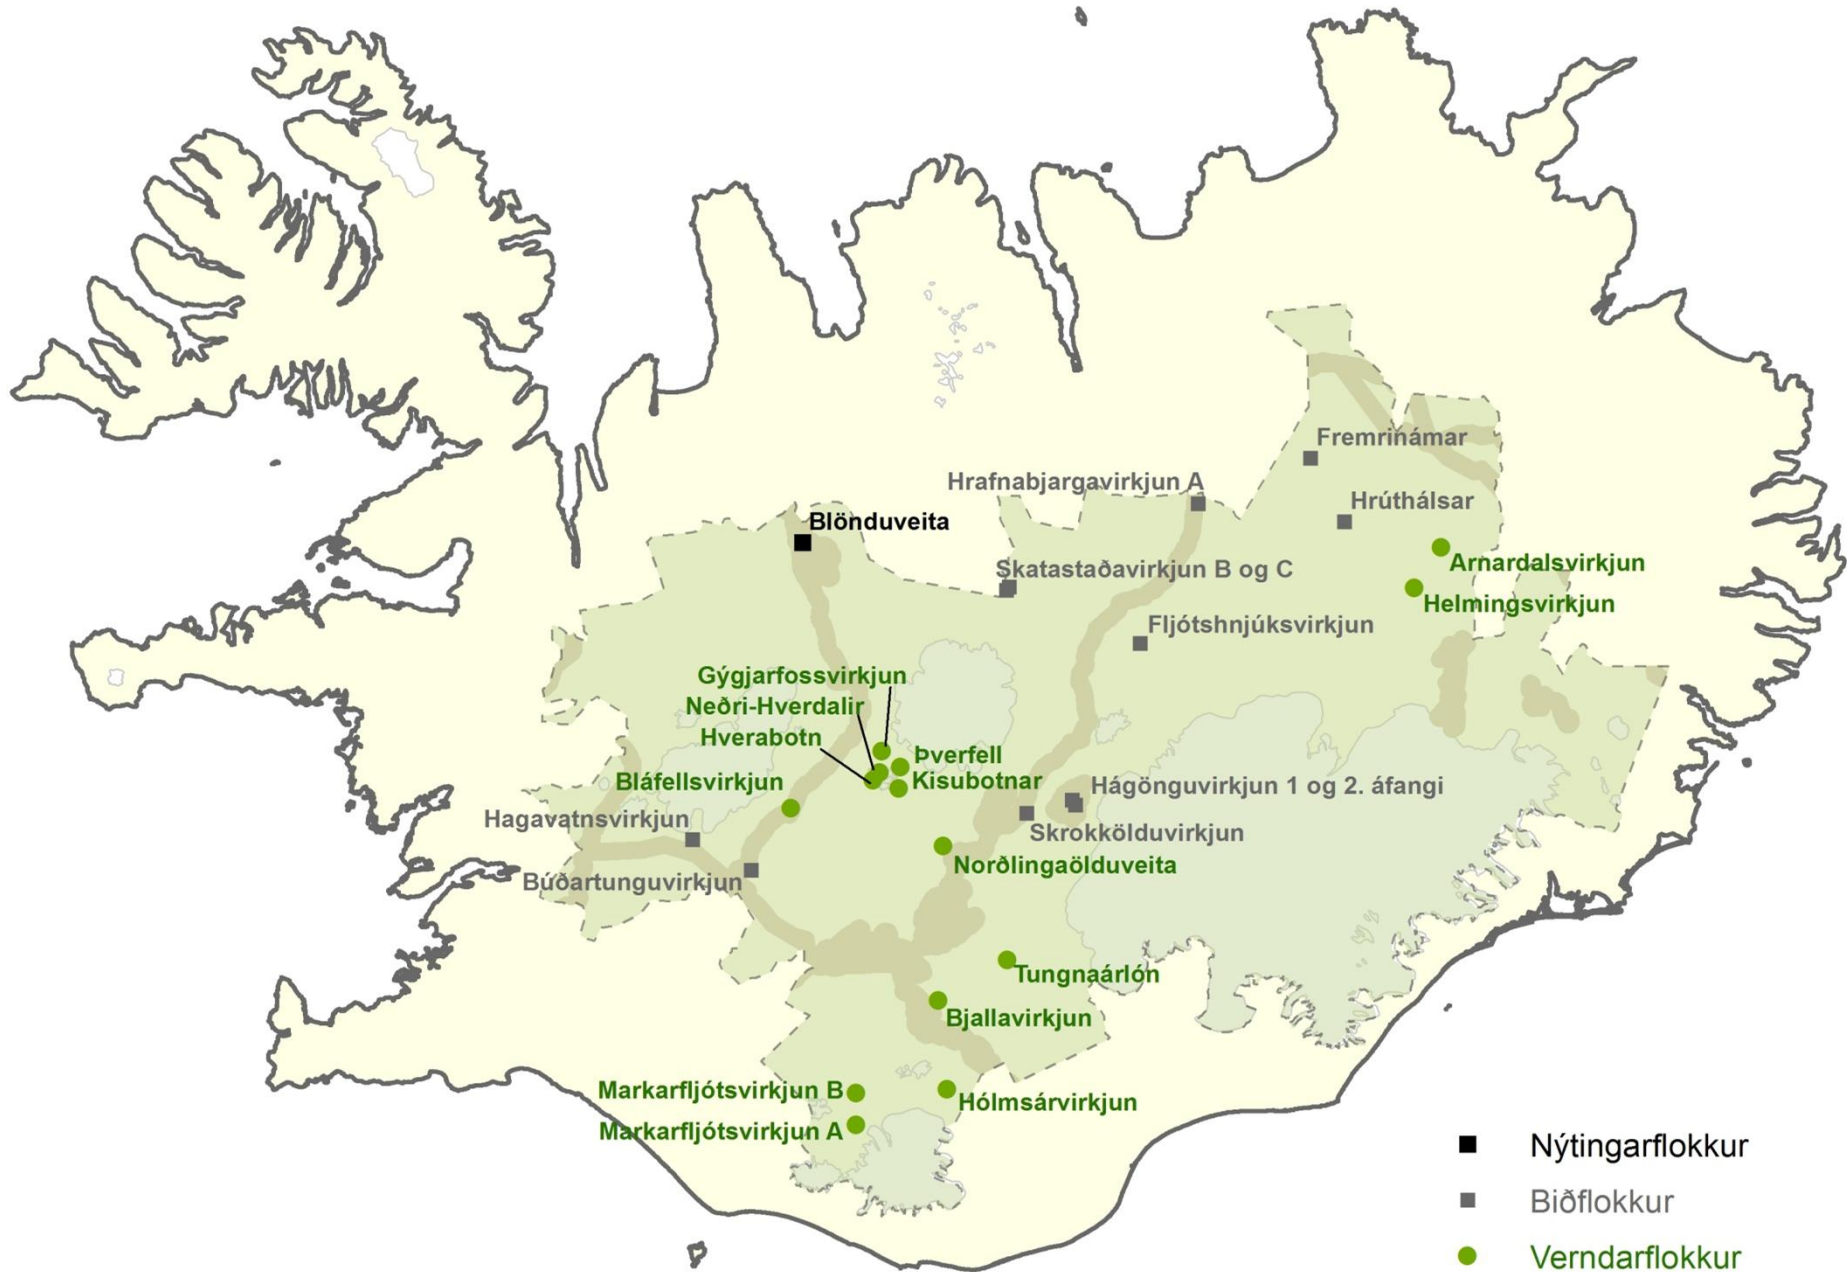 Fremrinámar
Hrafnabjargavirkjun A
Hrúthálsar
Blönduveita
Arnardalsvirkjun
Skatastaðavirkjun B og C
Helmingsvirkjun
Fljótshnjúksvirkjun
Gýgjarfossvirkjun
Neðri-Hverdalir
Hverabotn
Þverfell
Kisubotnar
Bláfellsvirkjun
Hágönguvirkjun 1 og 2. áfangi
Hagavatnsvirkjun
Skrokkölduvirkjun
Norðlingaölduveita
Búðartunguvirkjun
Tungnaárlón
Bjallavirkjun
Markarfljótsvirkjun B
Hólmsárvirkjun
Markarfljótsvirkjun A
Nýtingarflokkur
Biðflokkur
Verndarflokkur